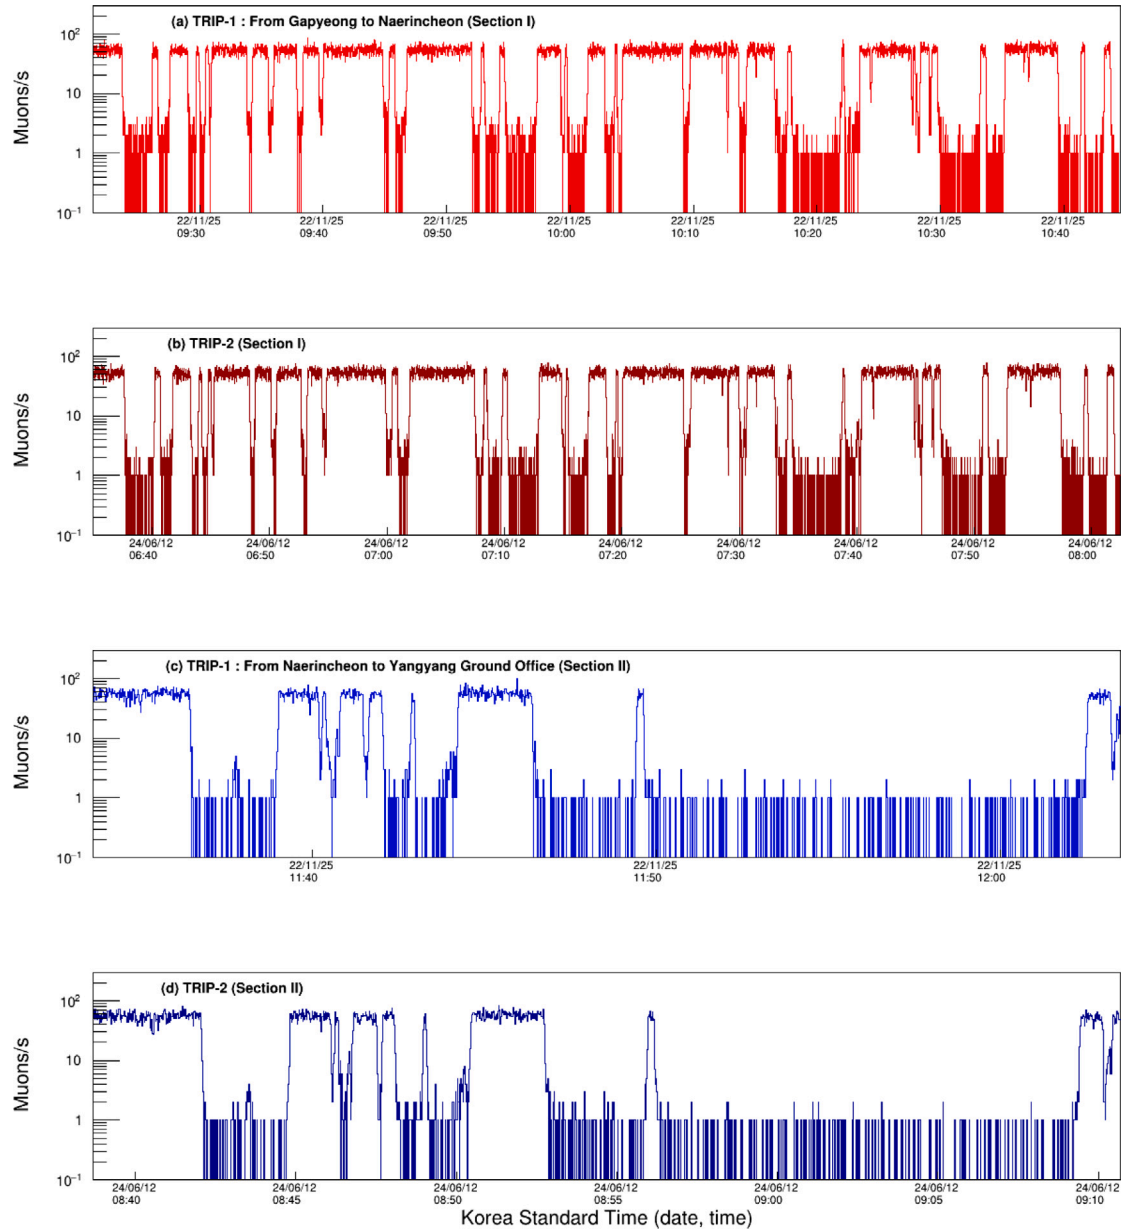 (a) TRIP-1 : From Gapyeong to Naerincheon (Section I)
Muons/s
10²
10
1
10⁻¹
22/11/25 22/11/25 22/11/25 22/11/25 22/11/25 22/11/25 22/11/25 22/11/25
09:30 09:40 09:50 10:00 10:10 10:20 10:30 10:40
(b) TRIP-2 (Section I)
Muons/s
10²
10
1
10⁻¹
24/06/12 24/06/12 24/06/12 24/06/12 24/06/12 24/06/12 24/06/12 24/06/12 24/06/12
06:40 06:50 07:00 07:10 07:20 07:30 07:40 07:50 08:00
(c) TRIP-1 : From Naerincheon to Yangyang Ground Office (Section II)
Muons/s
10²
10
1
10⁻¹
22/11/25 22/11/25 22/11/25
11:40 11:50 12:00
(d) TRIP-2 (Section II)
Muons/s
10²
10
1
10⁻¹
24/06/12 24/06/12 24/06/12 24/06/12 24/06/12 24/06/12 24/06/12
08:40 08:45 08:50 08:55 09:00 09:05 09:10
Korea Standard Time (date, time)